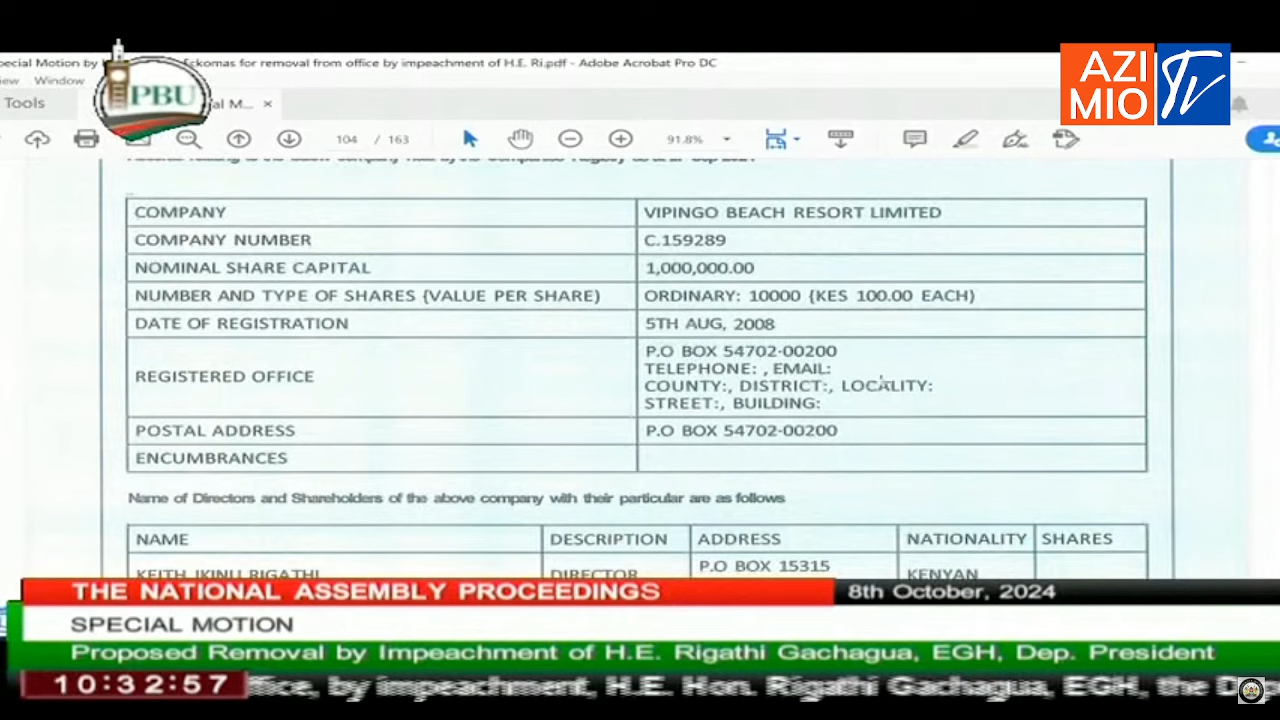 pecial Motion by
ckomas for removal from office by impeachment of H.E. Ri.pdf - Adobe Acrobat Pro DC
AZI
MIO
TV
iew Window
PBU
Tools
al M... ×
104 / 163
91.8%
COMPANY VIPINGO BEACH RESORT LIMITED
COMPANY NUMBER C.159289
NOMINAL SHARE CAPITAL 1,000,000.00
NUMBER AND TYPE OF SHARES (VALUE PER SHARE) ORDINARY: 10000 (KES 100.00 EACH)
DATE OF REGISTRATION 5TH AUG, 2008
REGISTERED OFFICE
P.O BOX 54702-00200
TELEPHONE: , EMAIL:
COUNTY:, DISTRICT:, LOCALITY:
STREET:, BUILDING:
POSTAL ADDRESS P.O BOX 54702-00200
ENCUMBRANCES
Name of Directors and Shareholders of the above company with their particular are as follows
NAME DESCRIPTION ADDRESS NATIONALITY SHARES
KEITH IKINU RIGATHI DIRECTOR P.O BOX 15315 KENYAN
THE NATIONAL ASSEMBLY PROCEEDINGS 8th October, 2024
SPECIAL MOTION
Proposed Removal by Impeachment of H.E. Rigathi Gachagua, EGH, Dep. President
10:32:57 ffice, by impeachment, H.E. Hon. Rigathi Gachagua, EGH, the Dep